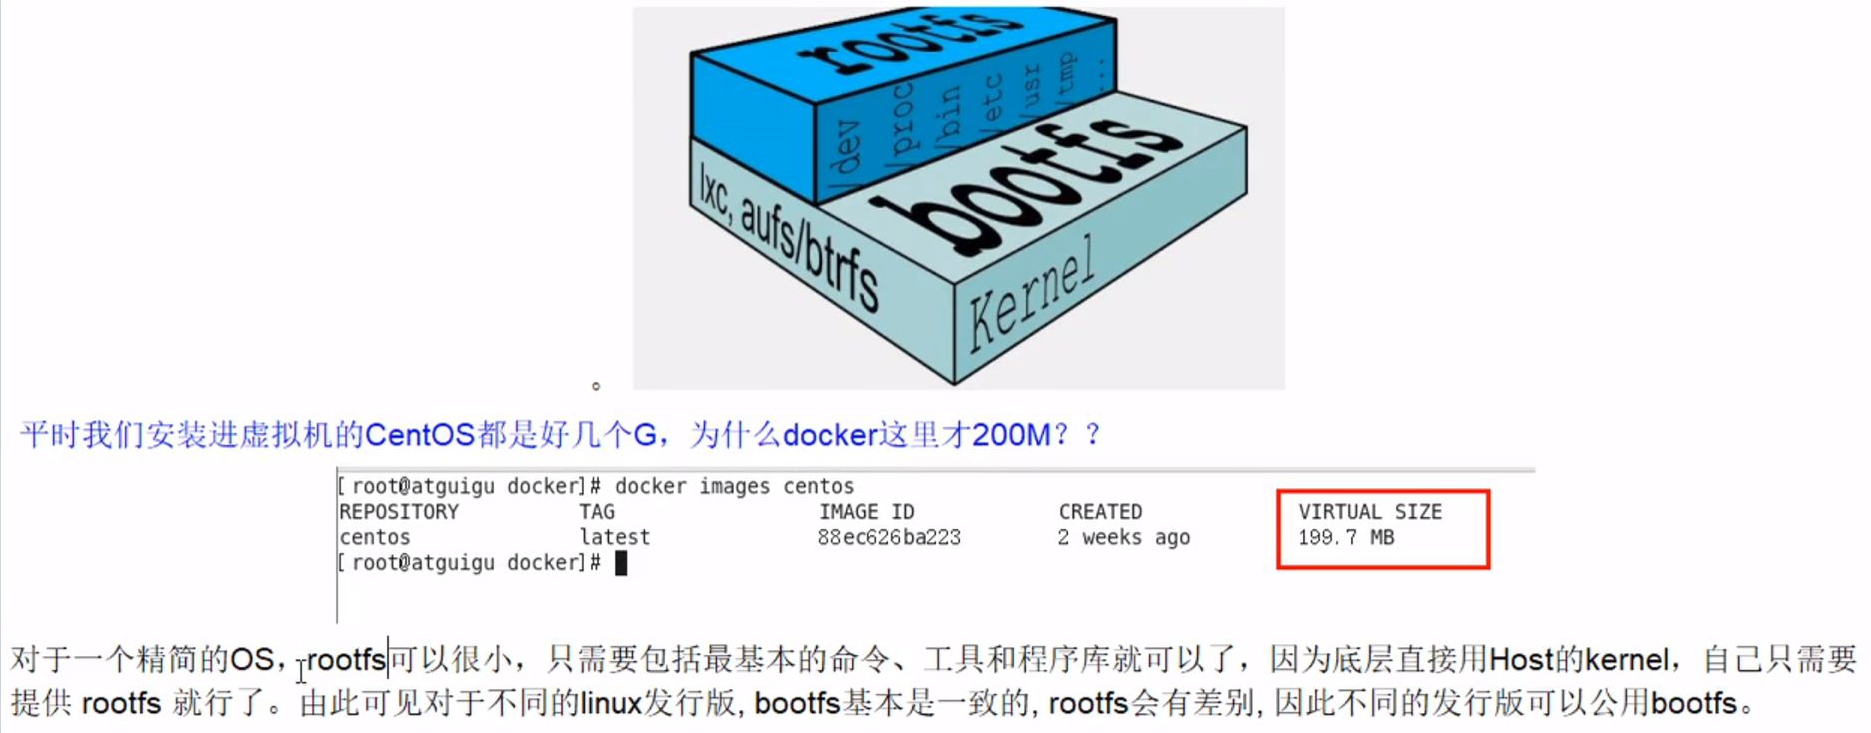 rootfs
/dev
/proc
/bin
/etc
/usr
/tmp
...
bootfs
lxc, aufs/btrfs
Kernel
。
平时我们安装进虚拟机的CentOS都是好几个G，为什么docker这里才200M？？
[root@atguigu docker]# docker images centos
REPOSITORY TAG IMAGE ID CREATED VIRTUAL SIZE
centos latest 88ec626ba223 2 weeks ago 199.7 MB
[root@atguigu docker]#
对于一个精简的OS，rootfs可以很小，只需要包括最基本的命令、工具和程序库就可以了，因为底层直接用Host的kernel，自己只需要
提供 rootfs 就行了。由此可见对于不同的linux发行版, bootfs基本是一致的, rootfs会有差别, 因此不同的发行版可以公用bootfs。